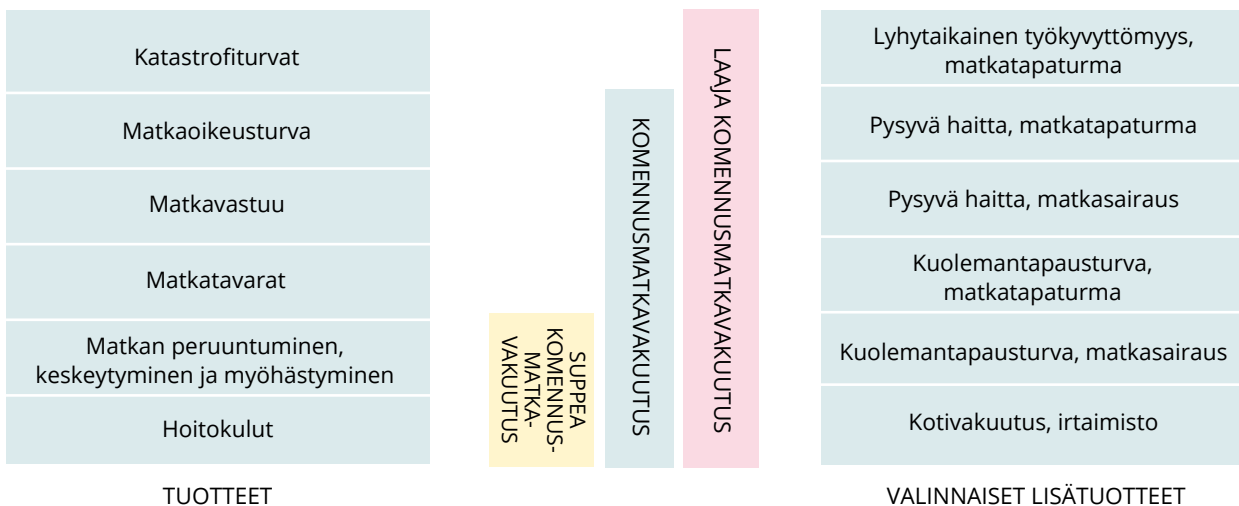 Katastrofiturvat
Matkaoikeusturva
Matkavastuu
Matkatavarat
Matkan peruuntuminen,
keskeytyminen ja myöhästyminen
Hoitokulut
TUOTTEET
SUPPEA
KOMENNUS-
MATKA-
VAKUUTUS
KOMENNUSMATKAVAKUUTUS
LAAJA KOMENNUSMATKAVAKUUTUS
Lyhytaikainen työkyvyttömyys,
matkatapaturma
Pysyvä haitta, matkatapaturma
Pysyvä haitta, matkasairaus
Kuolemantapausturva,
matkatapaturma
Kuolemantapausturva, matkasairaus
Kotivakuutus, irtaimisto
VALINNAISET LISÄTUOTTEET